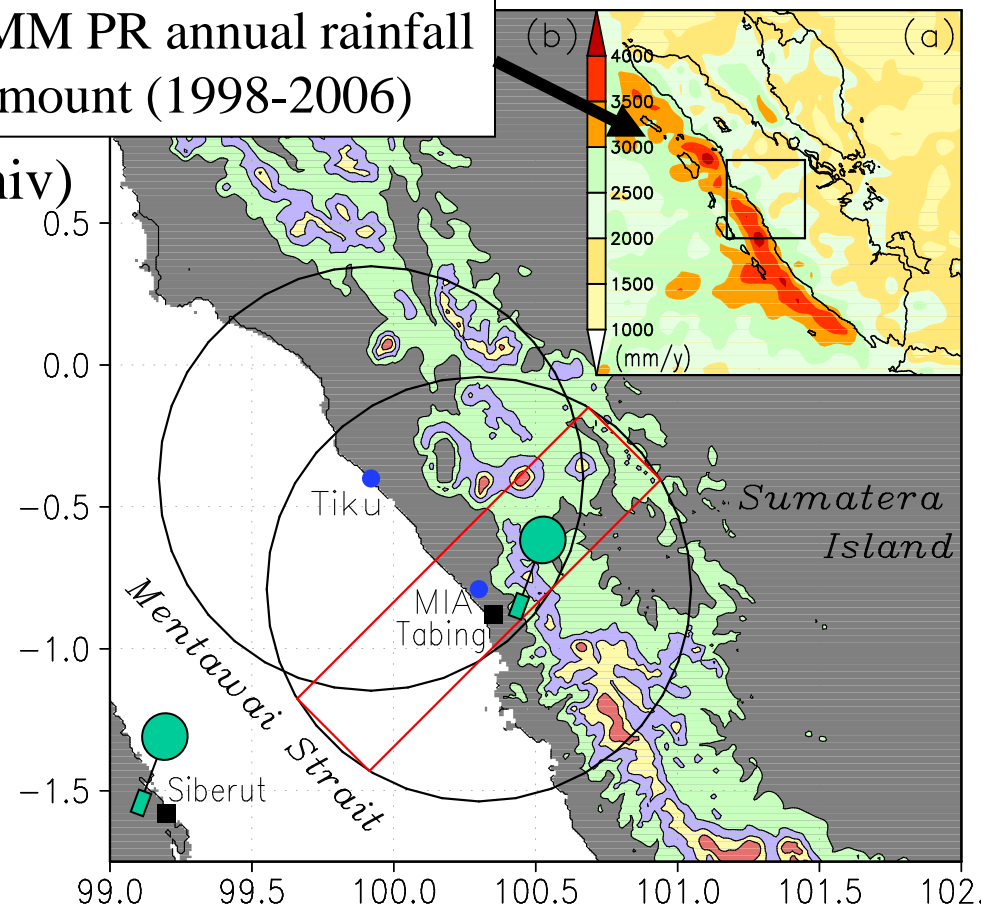 MM PR annual rainfall
mount (1998-2006)
niv)
(b)
(a)
4000
3500
3000
2500
2000
1500
1000
(mm/y)
0.5
0.0
−0.5
−1.0
−1.5
Tiku
MIA
Tabing
Sumatera
Island
Mentawai Strait
Siberut
99.0 99.5 100.0 100.5 101.0 101.5 102.